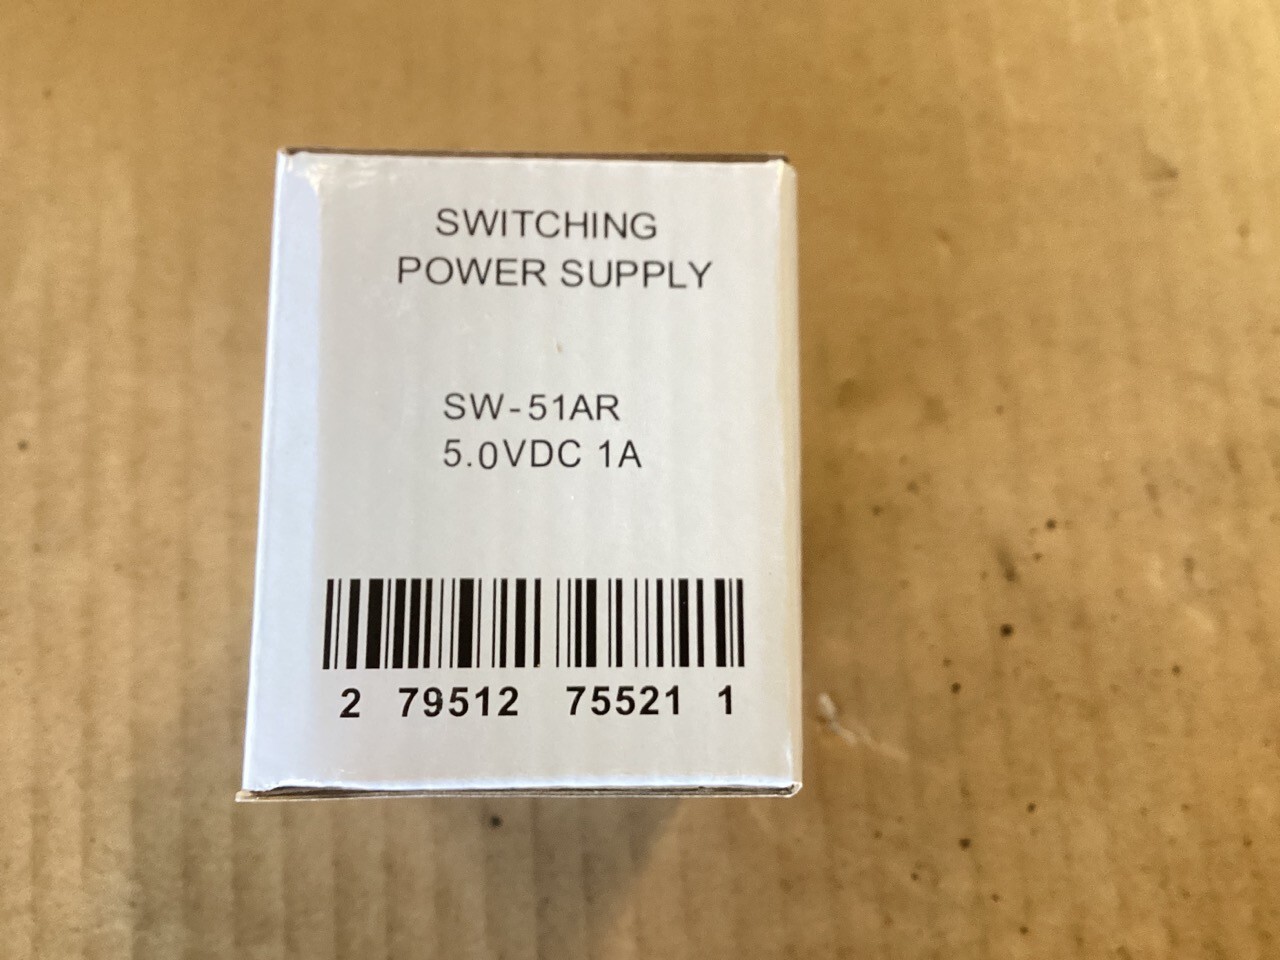 SWITCHING
POWER SUPPLY
SW-51AR
5.0VDC 1A
2 79512 75521 1